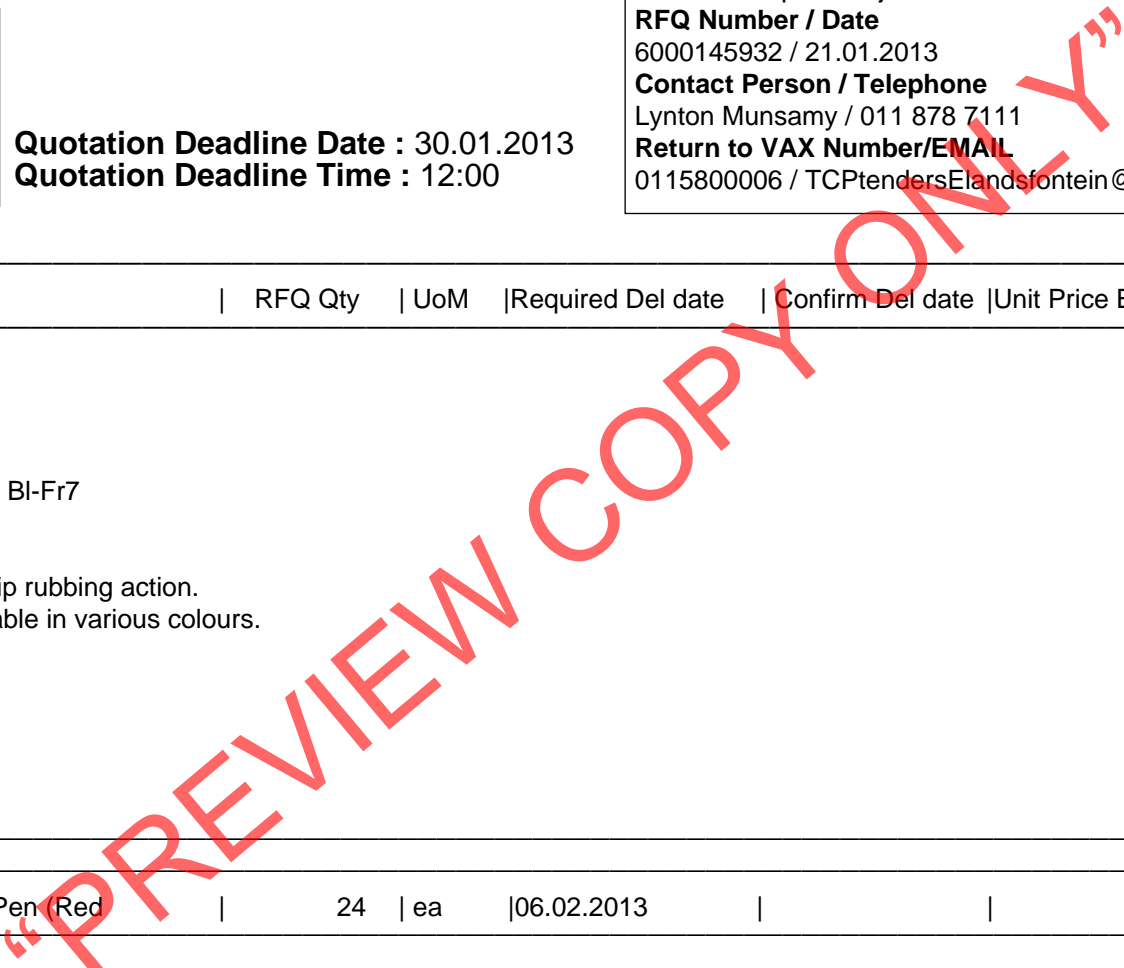 RFQ Number / Date
6000145932 / 21.01.2013
Contact Person / Telephone
Lynton Munsamy / 011 878 7111
Return to VAX Number/EMAIL
0115800006 / TCPtendersElandsfontein@
Quotation Deadline Date : 30.01.2013
Quotation Deadline Time : 12:00
| RFQ Qty | UoM |Required Del date | Confirm Del date |Unit Price
Bl-Fr7
rubbing action.
in various colours.
Pen (Red | 24 | ea |06.02.2013 | |
“PREVIEW COPY ONLY”